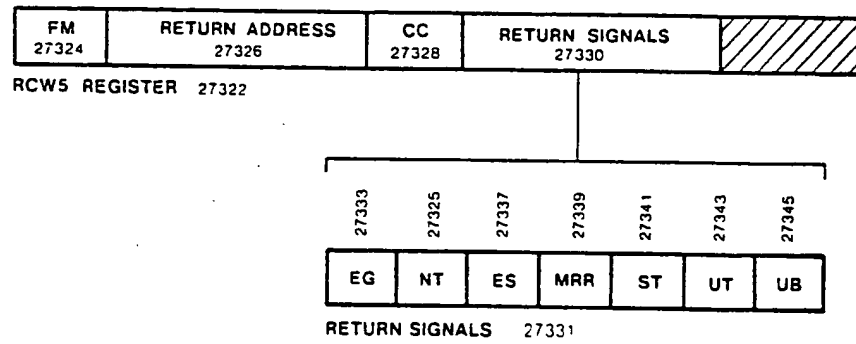 FM RETURN ADDRESS CC RETURN SIGNALS
27324 27326 27328 27330
RCWS REGISTER 27322
27333 27325 27337 27339 27341 27343 27345
EG NT ES MRR ST UT UB
RETURN SIGNALS 27331